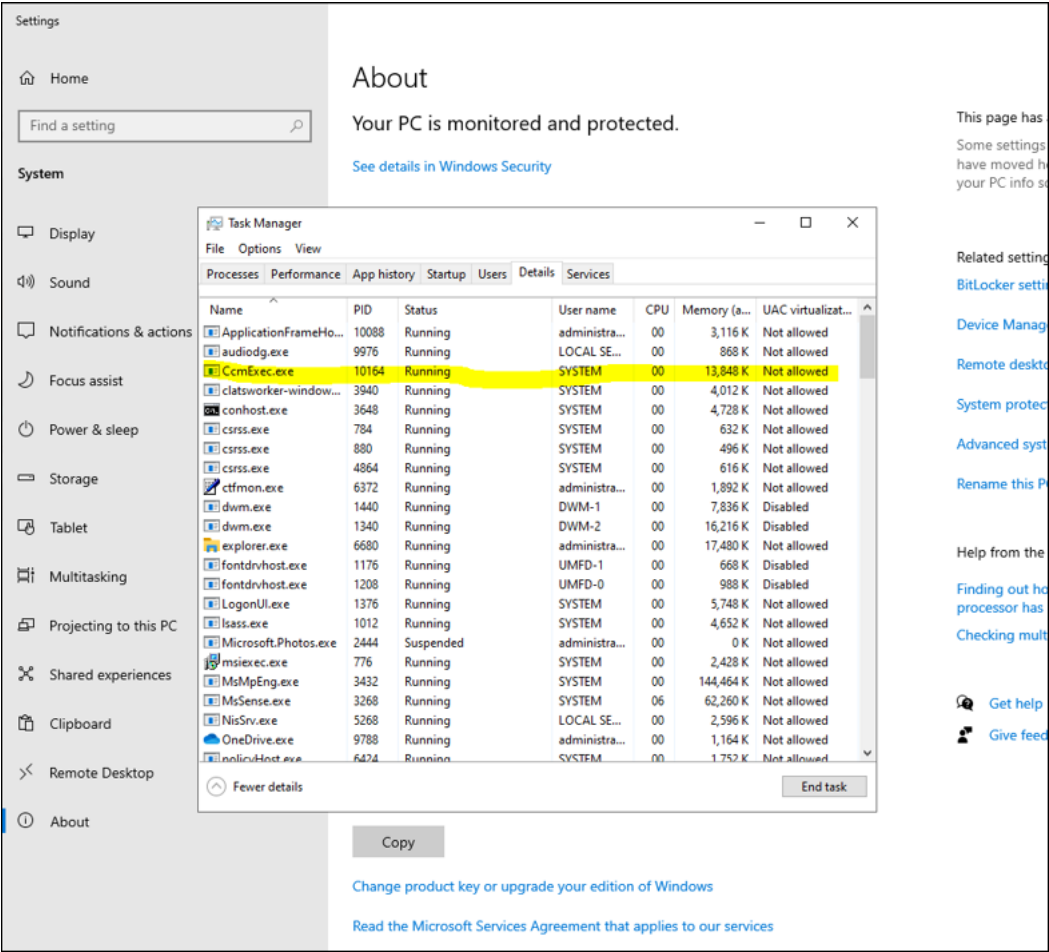 Settings
Home
Find a setting
System
Display
Sound
Notifications & actions
Focus assist
Power & sleep
Storage
Tablet
Multitasking
Projecting to this PC
Shared experiences
Clipboard
Remote Desktop
About
About
Your PC is monitored and protected.
See details in Windows Security
Task Manager
File Options View
Processes Performance App history Startup Users Details Services
Name PID Status User name CPU Memory (a... UAC virtualizat...
ApplicationFrameHo... 10088 Running administra... 00 3,116 K Not allowed
audiodg.exe 9976 Running LOCAL SE... 00 868 K Not allowed
CcmExec.exe 10164 Running SYSTEM 00 13,848 K Not allowed
clatsworker-window... 3940 Running SYSTEM 00 4,012 K Not allowed
conhost.exe 3648 Running SYSTEM 00 4,728 K Not allowed
csrss.exe 784 Running SYSTEM 00 632 K Not allowed
csrss.exe 880 Running SYSTEM 00 496 K Not allowed
csrss.exe 4864 Running SYSTEM 00 616 K Not allowed
ctfmon.exe 6372 Running administra... 00 1,892 K Not allowed
dwm.exe 1440 Running DWM-1 00 7,836 K Disabled
dwm.exe 1340 Running DWM-2 00 16,216 K Disabled
explorer.exe 6680 Running administra... 00 17,480 K Not allowed
fontdrvhost.exe 1176 Running UMFD-1 00 668 K Disabled
fontdrvhost.exe 1208 Running UMFD-0 00 988 K Disabled
LogonUI.exe 1376 Running SYSTEM 00 5,748 K Not allowed
lsass.exe 1012 Running SYSTEM 00 4,652 K Not allowed
Microsoft.Photos.exe 2444 Suspended administra... 00 0 K Not allowed
msiexec.exe 776 Running SYSTEM 00 2,428 K Not allowed
MsMpEng.exe 3432 Running SYSTEM 00 144,464 K Not allowed
MsSense.exe 3268 Running SYSTEM 06 62,260 K Not allowed
NisSrv.exe 5268 Running LOCAL SE... 00 2,596 K Not allowed
OneDrive.exe 9788 Running administra... 00 1,164 K Not allowed
policyHost.exe 6424 Running SYSTEM 00 1,752 K Not allowed
Fewer details
End task
Copy
Change product key or upgrade your edition of Windows
Read the Microsoft Services Agreement that applies to our services
This page has
Some settings
have moved
your PC info
Related setting
BitLocker
Device Manag
Remote deskt
System protec
Advanced syst
Rename this P
Help from the
Finding out
processor has
Checking mult
Get help
Give feed